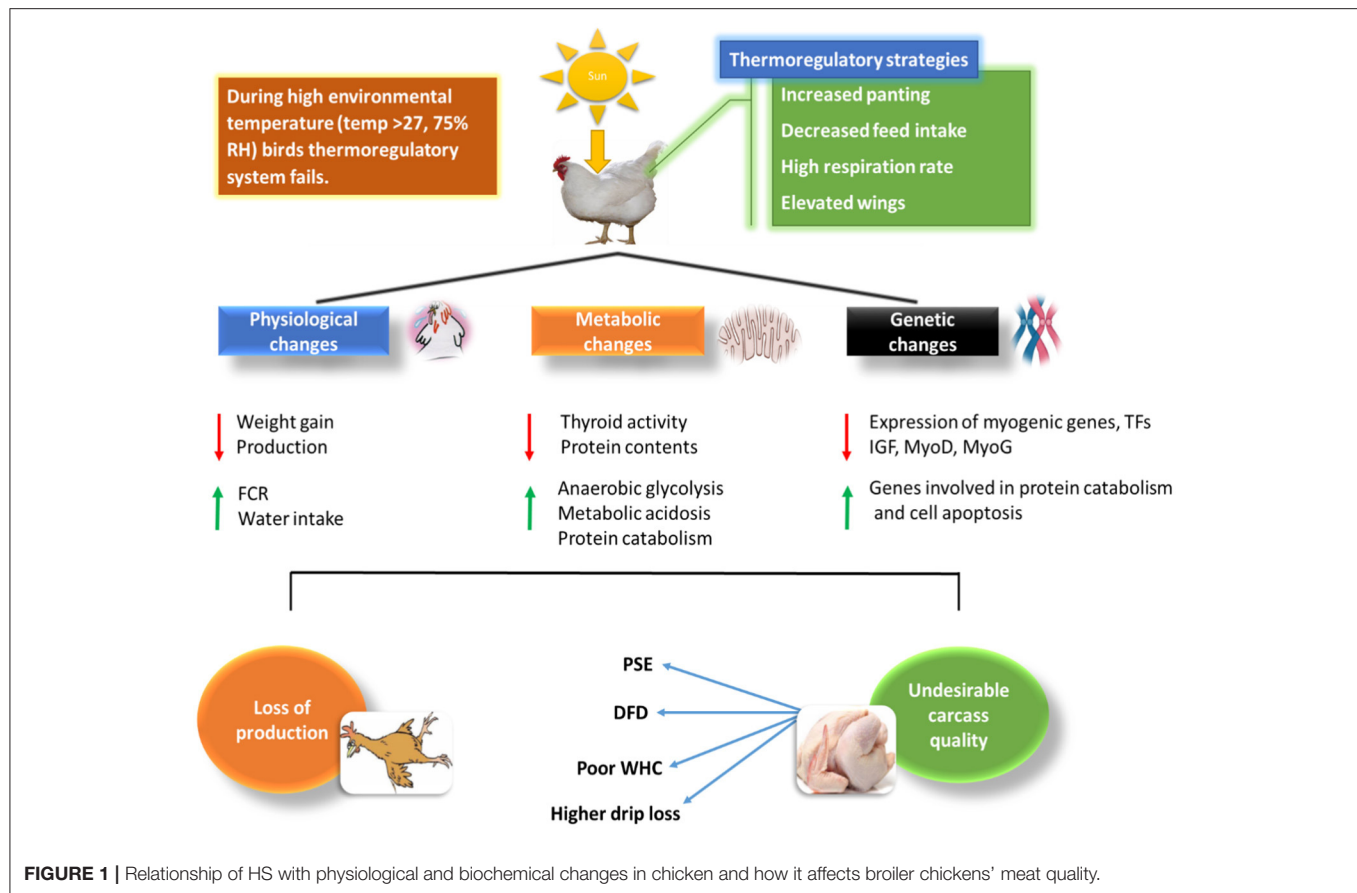 During high environmental
temperature (temp >27, 75%
RH) birds thermoregulatory
system fails.
Sun
Thermoregulatory strategies
Increased panting
Decreased feed intake
High respiration rate
Elevated wings
Physiological
changes
Metabolic
changes
Genetic
changes
Weight gain
Production
FCR
Water intake
Thyroid activity
Protein contents
Anaerobic glycolysis
Metabolic acidosis
Protein catabolism
Expression of myogenic genes, TFs
IGF, MyoD, MyoG
Genes involved in protein catabolism
and cell apoptosis
Loss of
production
PSE
DFD
Poor WHC
Higher drip loss
Undesirable
carcass
quality
FIGURE 1 | Relationship of HS with physiological and biochemical changes in chicken and how it affects broiler chickens' meat quality.